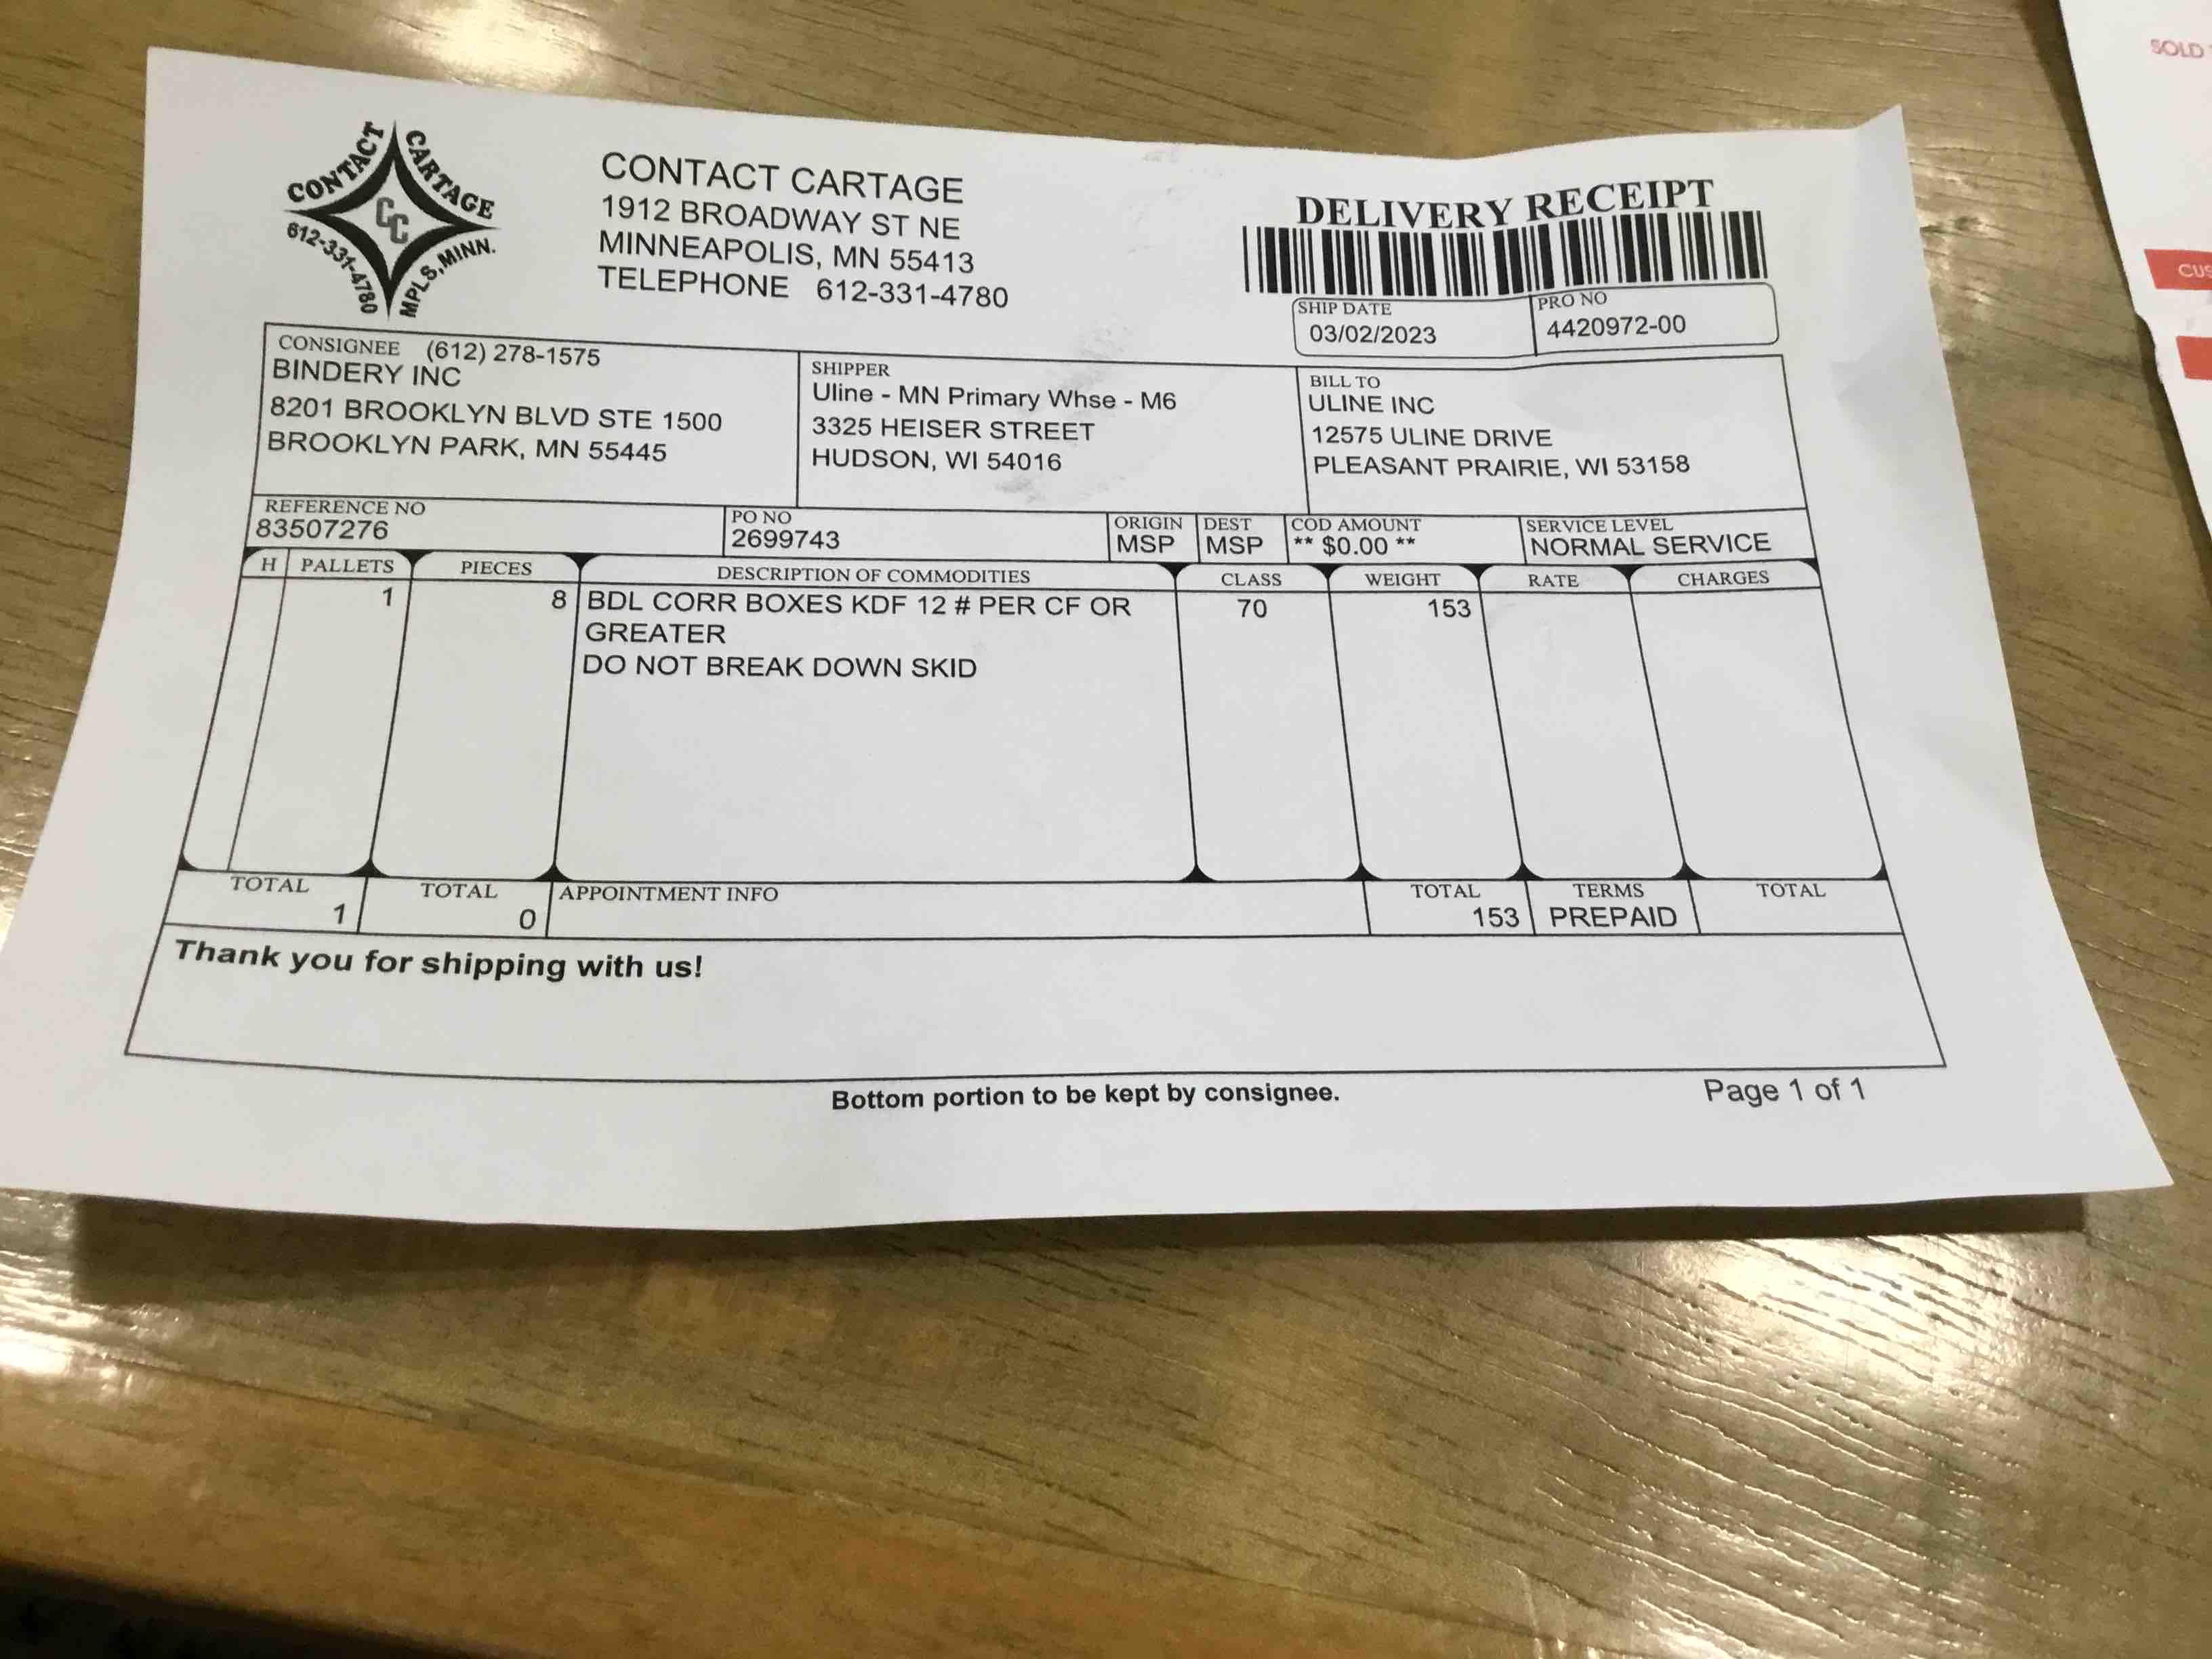 CONTACT CARTAGE
CC
612-331-4780 MPLS, MINN.
CONTACT CARTAGE
1912 BROADWAY ST NE
MINNEAPOLIS, MN 55413
TELEPHONE 612-331-4780
DELIVERY RECEIPT
SHIP DATE
03/02/2023
PRO NO
4420972-00
CONSIGNEE (612) 278-1575
BINDERY INC
8201 BROOKLYN BLVD STE 1500
BROOKLYN PARK, MN 55445
SHIPPER
Uline - MN Primary Whse - M6
3325 HEISER STREET
HUDSON, WI 54016
BILL TO
ULINE INC
12575 ULINE DRIVE
PLEASANT PRAIRIE, WI 53158
REFERENCE NO
83507276
PO NO
2699743
ORIGIN
MSP
DEST
MSP
COD AMOUNT
** $0.00 **
SERVICE LEVEL
NORMAL SERVICE
H PALLETS PIECES DESCRIPTION OF COMMODITIES CLASS WEIGHT RATE CHARGES
1 8 BDL CORR BOXES KDF 12 # PER CF OR 70 153
GREATER
DO NOT BREAK DOWN SKID
TOTAL
1
TOTAL
0
APPOINTMENT INFO
TOTAL
153
TERMS
PREPAID
TOTAL
Thank you for shipping with us!
Bottom portion to be kept by consignee.
Page 1 of 1
SOLD
CUS